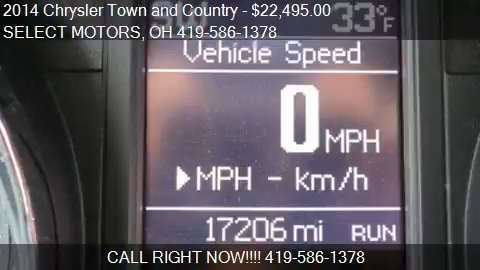 2014 Chrysler Town and Country - $22,495.00
SELECT MOTORS, OH 419-586-1378
33°F
Vehicle Speed
0 MPH
▶MPH - km/h
17206 mi RUN
CALL RIGHT NOW!!!! 419-586-1378